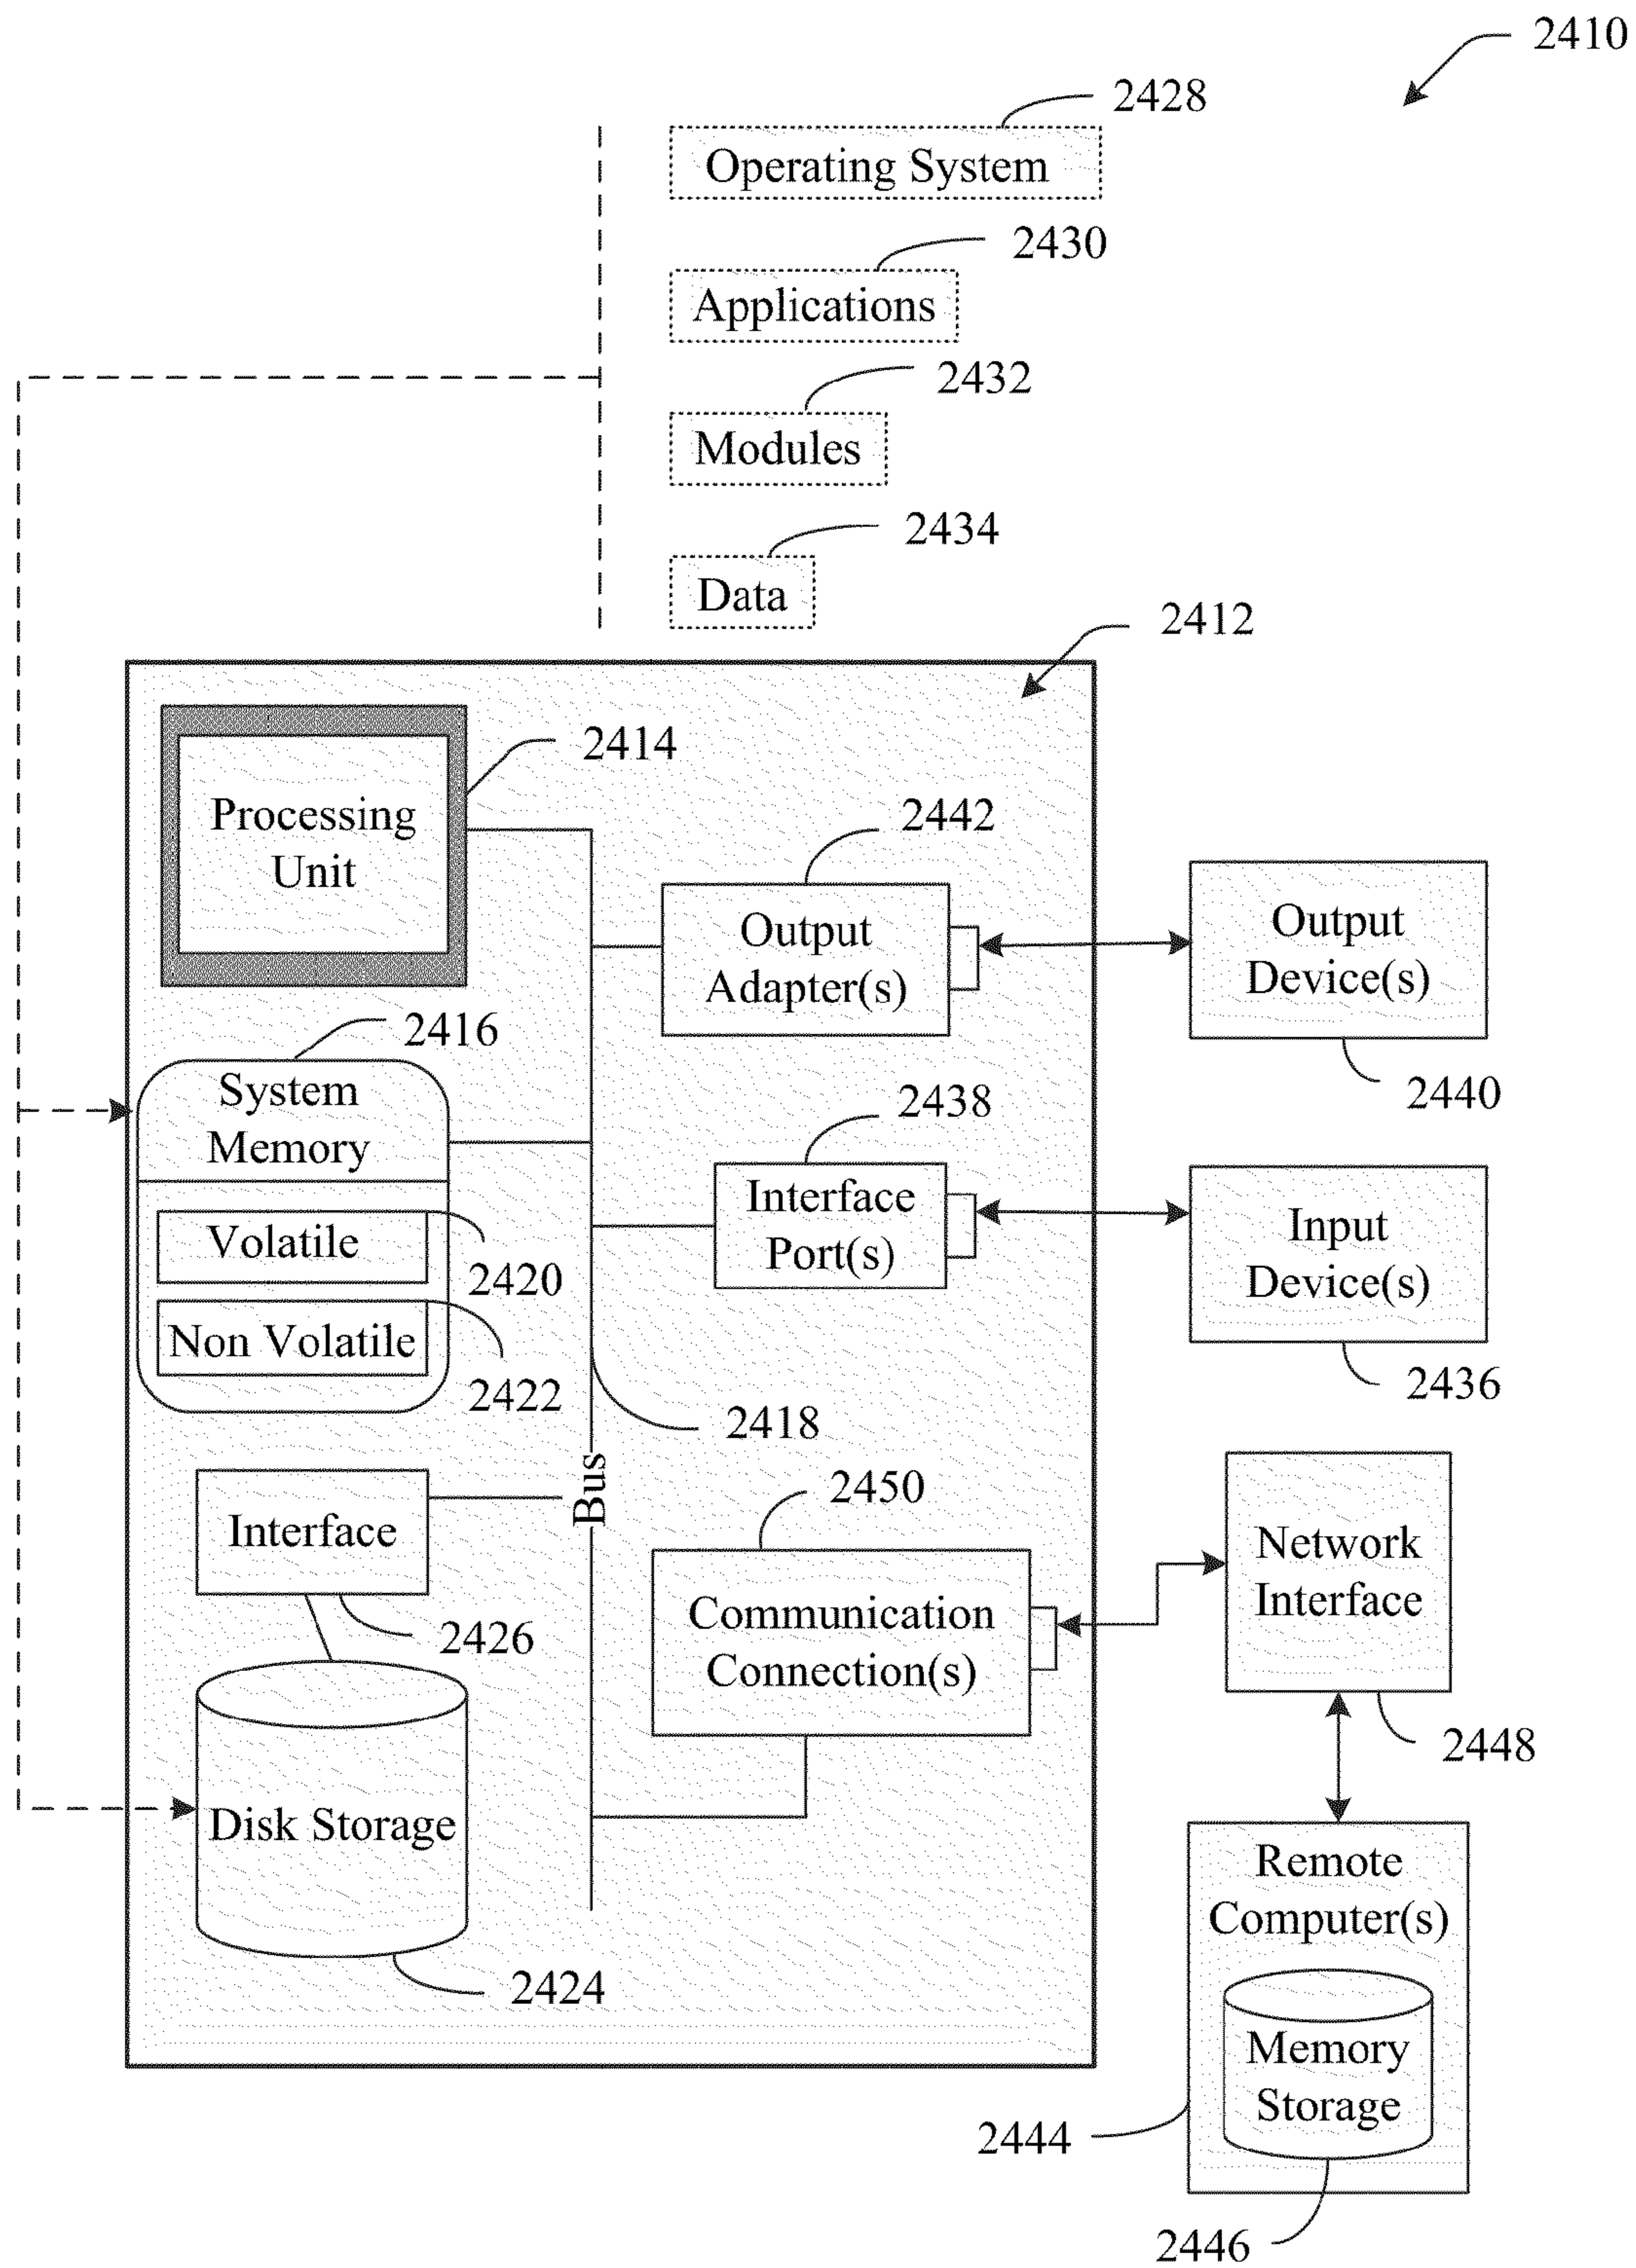 2410
2428
Operating System
2430
Applications
2432
Modules
2434
Data
2412
2414
Processing
Unit
2442
Output
Adapter(s)
Output
Device(s)
2440
2416
System
Memory
2438
Interface
Port(s)
Input
Device(s)
2436
Volatile
2420
Non Volatile
2422
2418
Bus
Interface
2426
2450
Communication
Connection(s)
Network
Interface
2448
Disk Storage
2424
Remote
Computer(s)
Memory
Storage
2444
2446